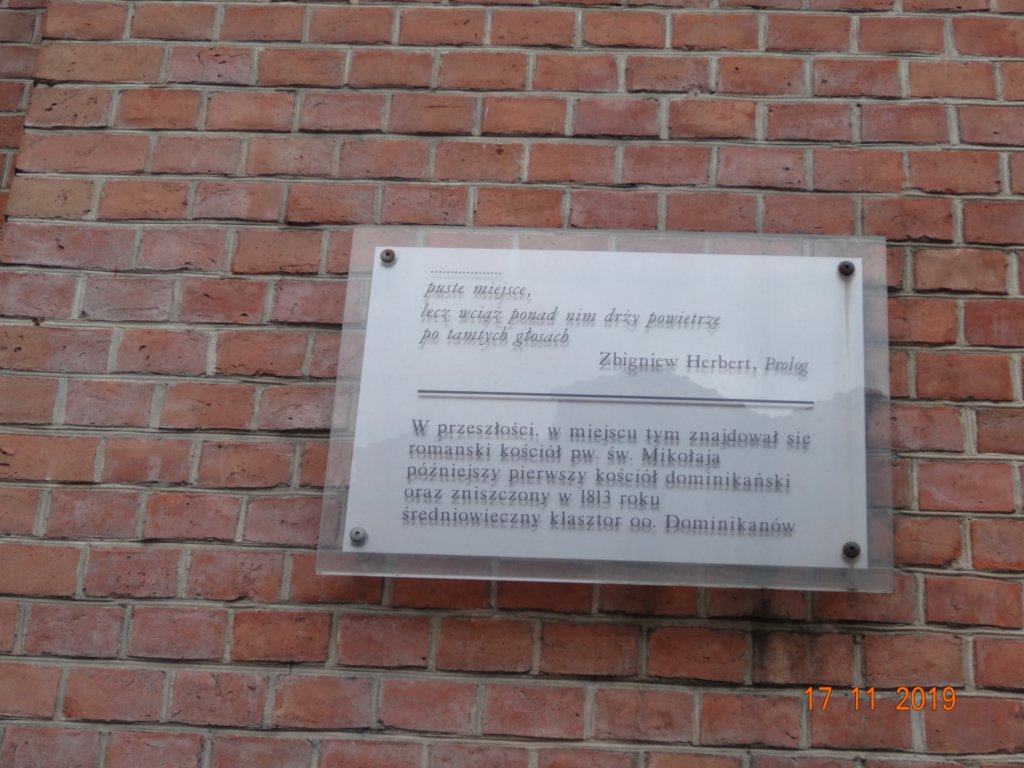 ...................
puste miejsce,
lecz wciąż ponad nim drży powietrze
po tamtych głosach
Zbigniew Herbert, Prolog
W przeszłości, w miejscu tym znajdował się
romański kościół pw. św. Mikołaja
późniejszy pierwszy kościół dominikański
oraz zniszczony w 1813 roku
średniowieczny klasztor oo. Dominikanów
17 11 2019